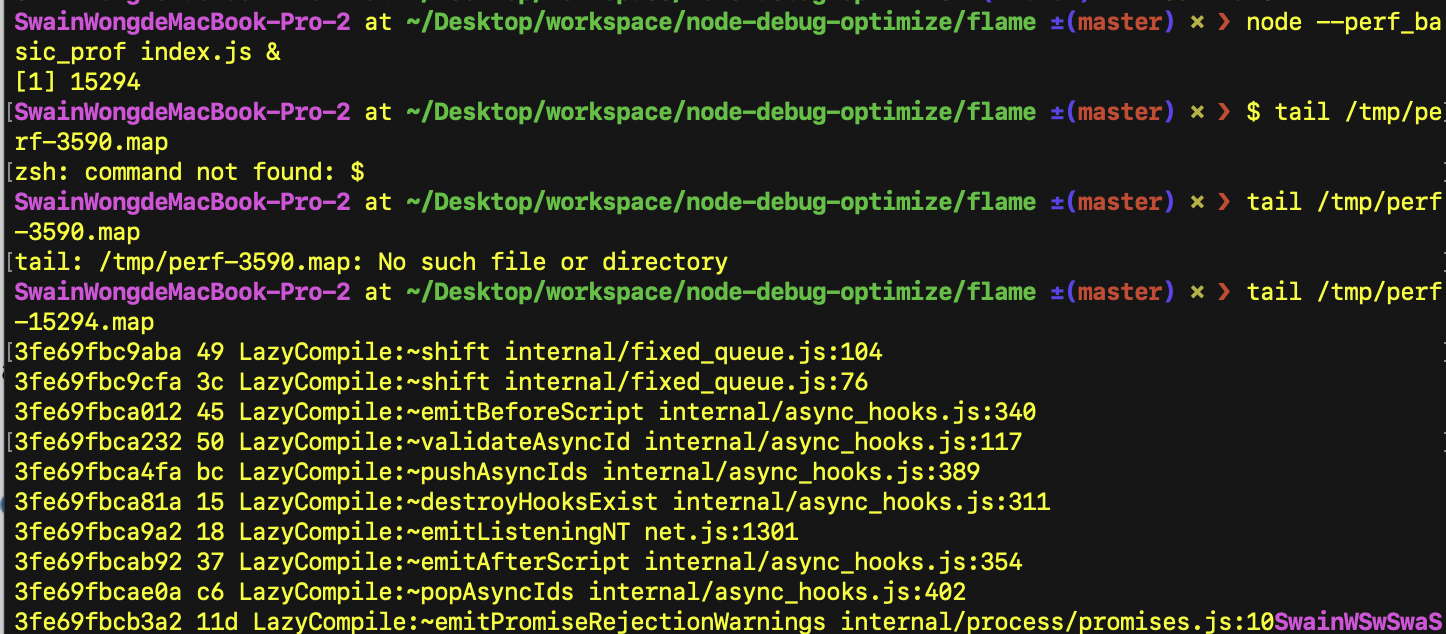 SwainWongdeMacBook-Pro-2 at ~/Desktop/workspace/node-debug-optimize/flame ±(master) × ❯ node --perf_ba
sic_prof index.js &
[1] 15294
[SwainWongdeMacBook-Pro-2 at ~/Desktop/workspace/node-debug-optimize/flame ±(master) × ❯ $ tail /tmp/pe]
rf-3590.map
[zsh: command not found: $
SwainWongdeMacBook-Pro-2 at ~/Desktop/workspace/node-debug-optimize/flame ±(master) × ❯ tail /tmp/perf
-3590.map
[tail: /tmp/perf-3590.map: No such file or directory
SwainWongdeMacBook-Pro-2 at ~/Desktop/workspace/node-debug-optimize/flame ±(master) × ❯ tail /tmp/perf
-15294.map
[3fe69fbc9aba 49 LazyCompile:~shift internal/fixed_queue.js:104
3fe69fbc9cfa 3c LazyCompile:~shift internal/fixed_queue.js:76
3fe69fbca012 45 LazyCompile:~emitBeforeScript internal/async_hooks.js:340
[3fe69fbca232 50 LazyCompile:~validateAsyncId internal/async_hooks.js:117
3fe69fbca4fa bc LazyCompile:~pushAsyncIds internal/async_hooks.js:389
3fe69fbca81a 15 LazyCompile:~destroyHooksExist internal/async_hooks.js:311
3fe69fbca9a2 18 LazyCompile:~emitListeningNT net.js:1301
3fe69fbcab92 37 LazyCompile:~emitAfterScript internal/async_hooks.js:354
3fe69fbcae0a c6 LazyCompile:~popAsyncIds internal/async_hooks.js:402
3fe69fbcb3a2 11d LazyCompile:~emitPromiseRejectionWarnings internal/process/promises.js:10SwainWSwSwaS